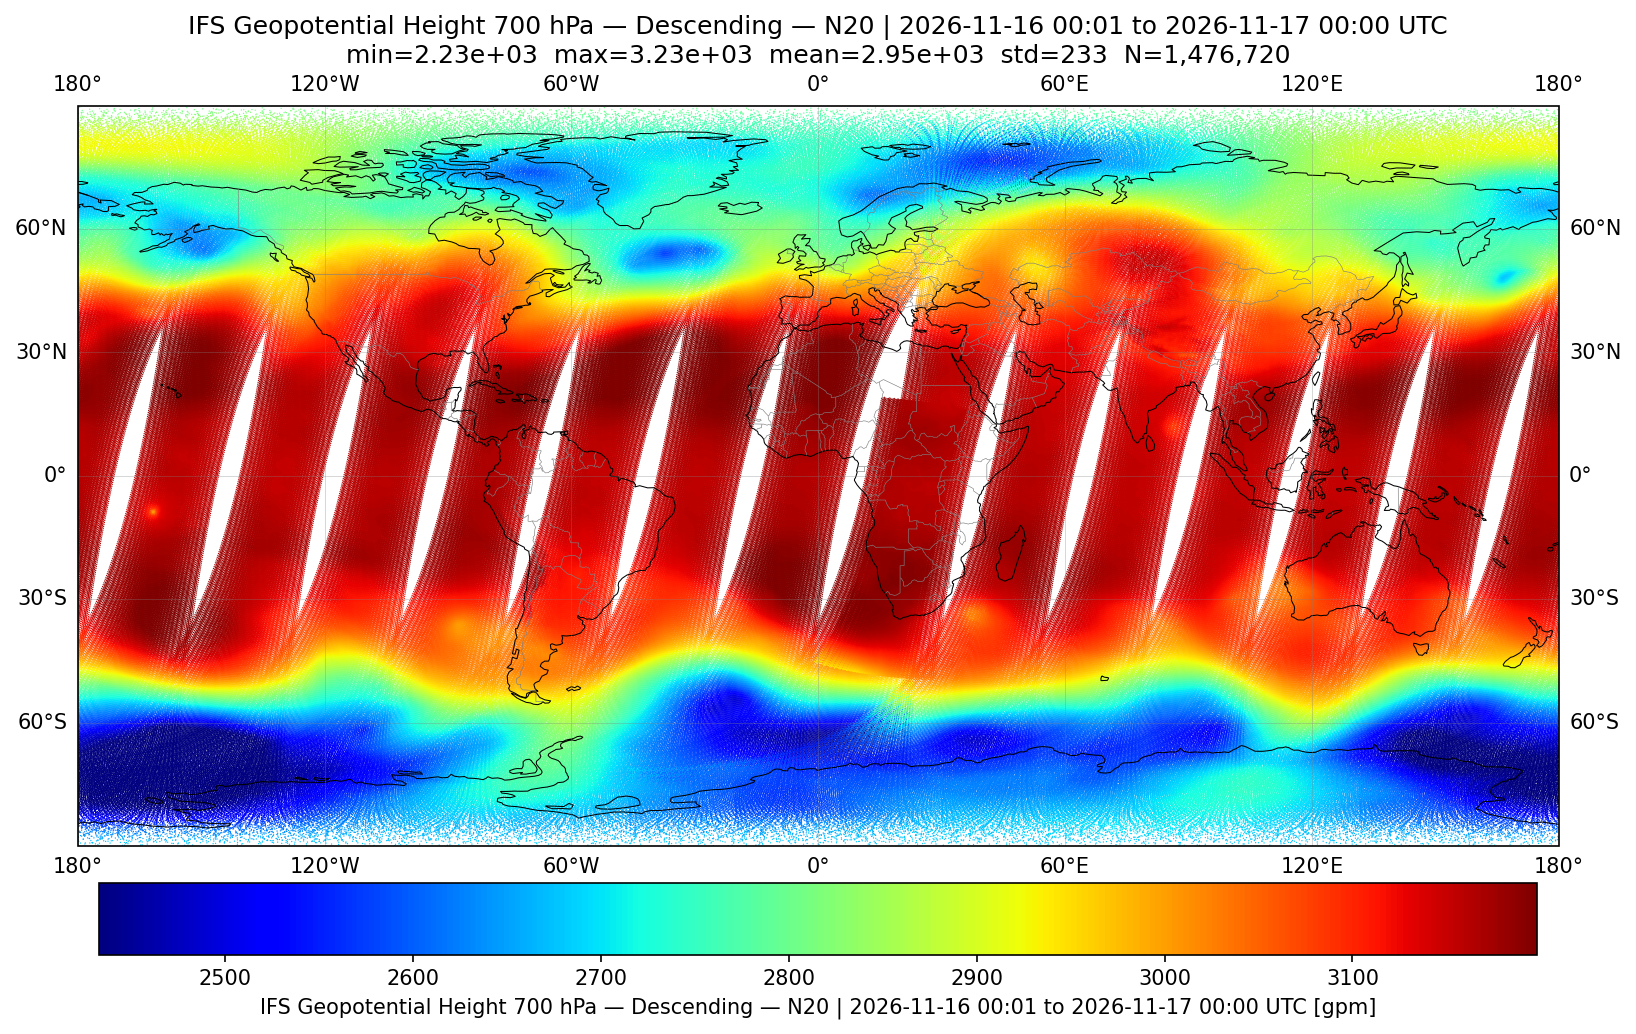 IFS Geopotential Height 700 hPa — Descending — N20 | 2026-11-16 00:01 to 2026-11-17 00:00 UTC
min=2.23e+03 max=3.23e+03 mean=2.95e+03 std=233 N=1,476,720
180° 120°W 60°W 0° 60°E 120°E 180°
60°N 60°N
30°N 30°N
0° 0°
30°S 30°S
60°S 60°S
180° 120°W 60°W 0° 60°E 120°E 180°
2500 2600 2700 2800 2900 3000 3100
IFS Geopotential Height 700 hPa — Descending — N20 | 2026-11-16 00:01 to 2026-11-17 00:00 UTC [gpm]